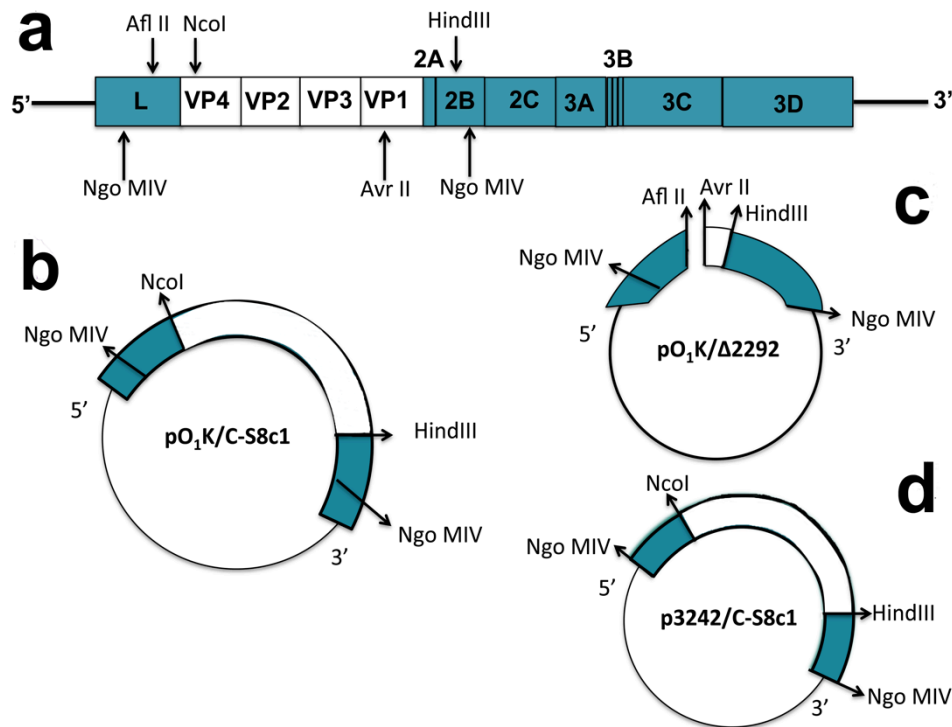 a
Afl II
NcoI
HindIII
2A
3B
5'
L
VP4
VP2
VP3
VP1
2B
2C
3A
3C
3D
3'
Ngo MIV
Avr II
Ngo MIV
b
NcoI
Ngo MIV
5'
pO₁K/C-S8c1
HindIII
Ngo MIV
3'
c
Afl II
Avr II
HindIII
Ngo MIV
5'
pO₁K/Δ2292
Ngo MIV
3'
d
NcoI
Ngo MIV
5'
p3242/C-S8c1
HindIII
Ngo MIV
3'